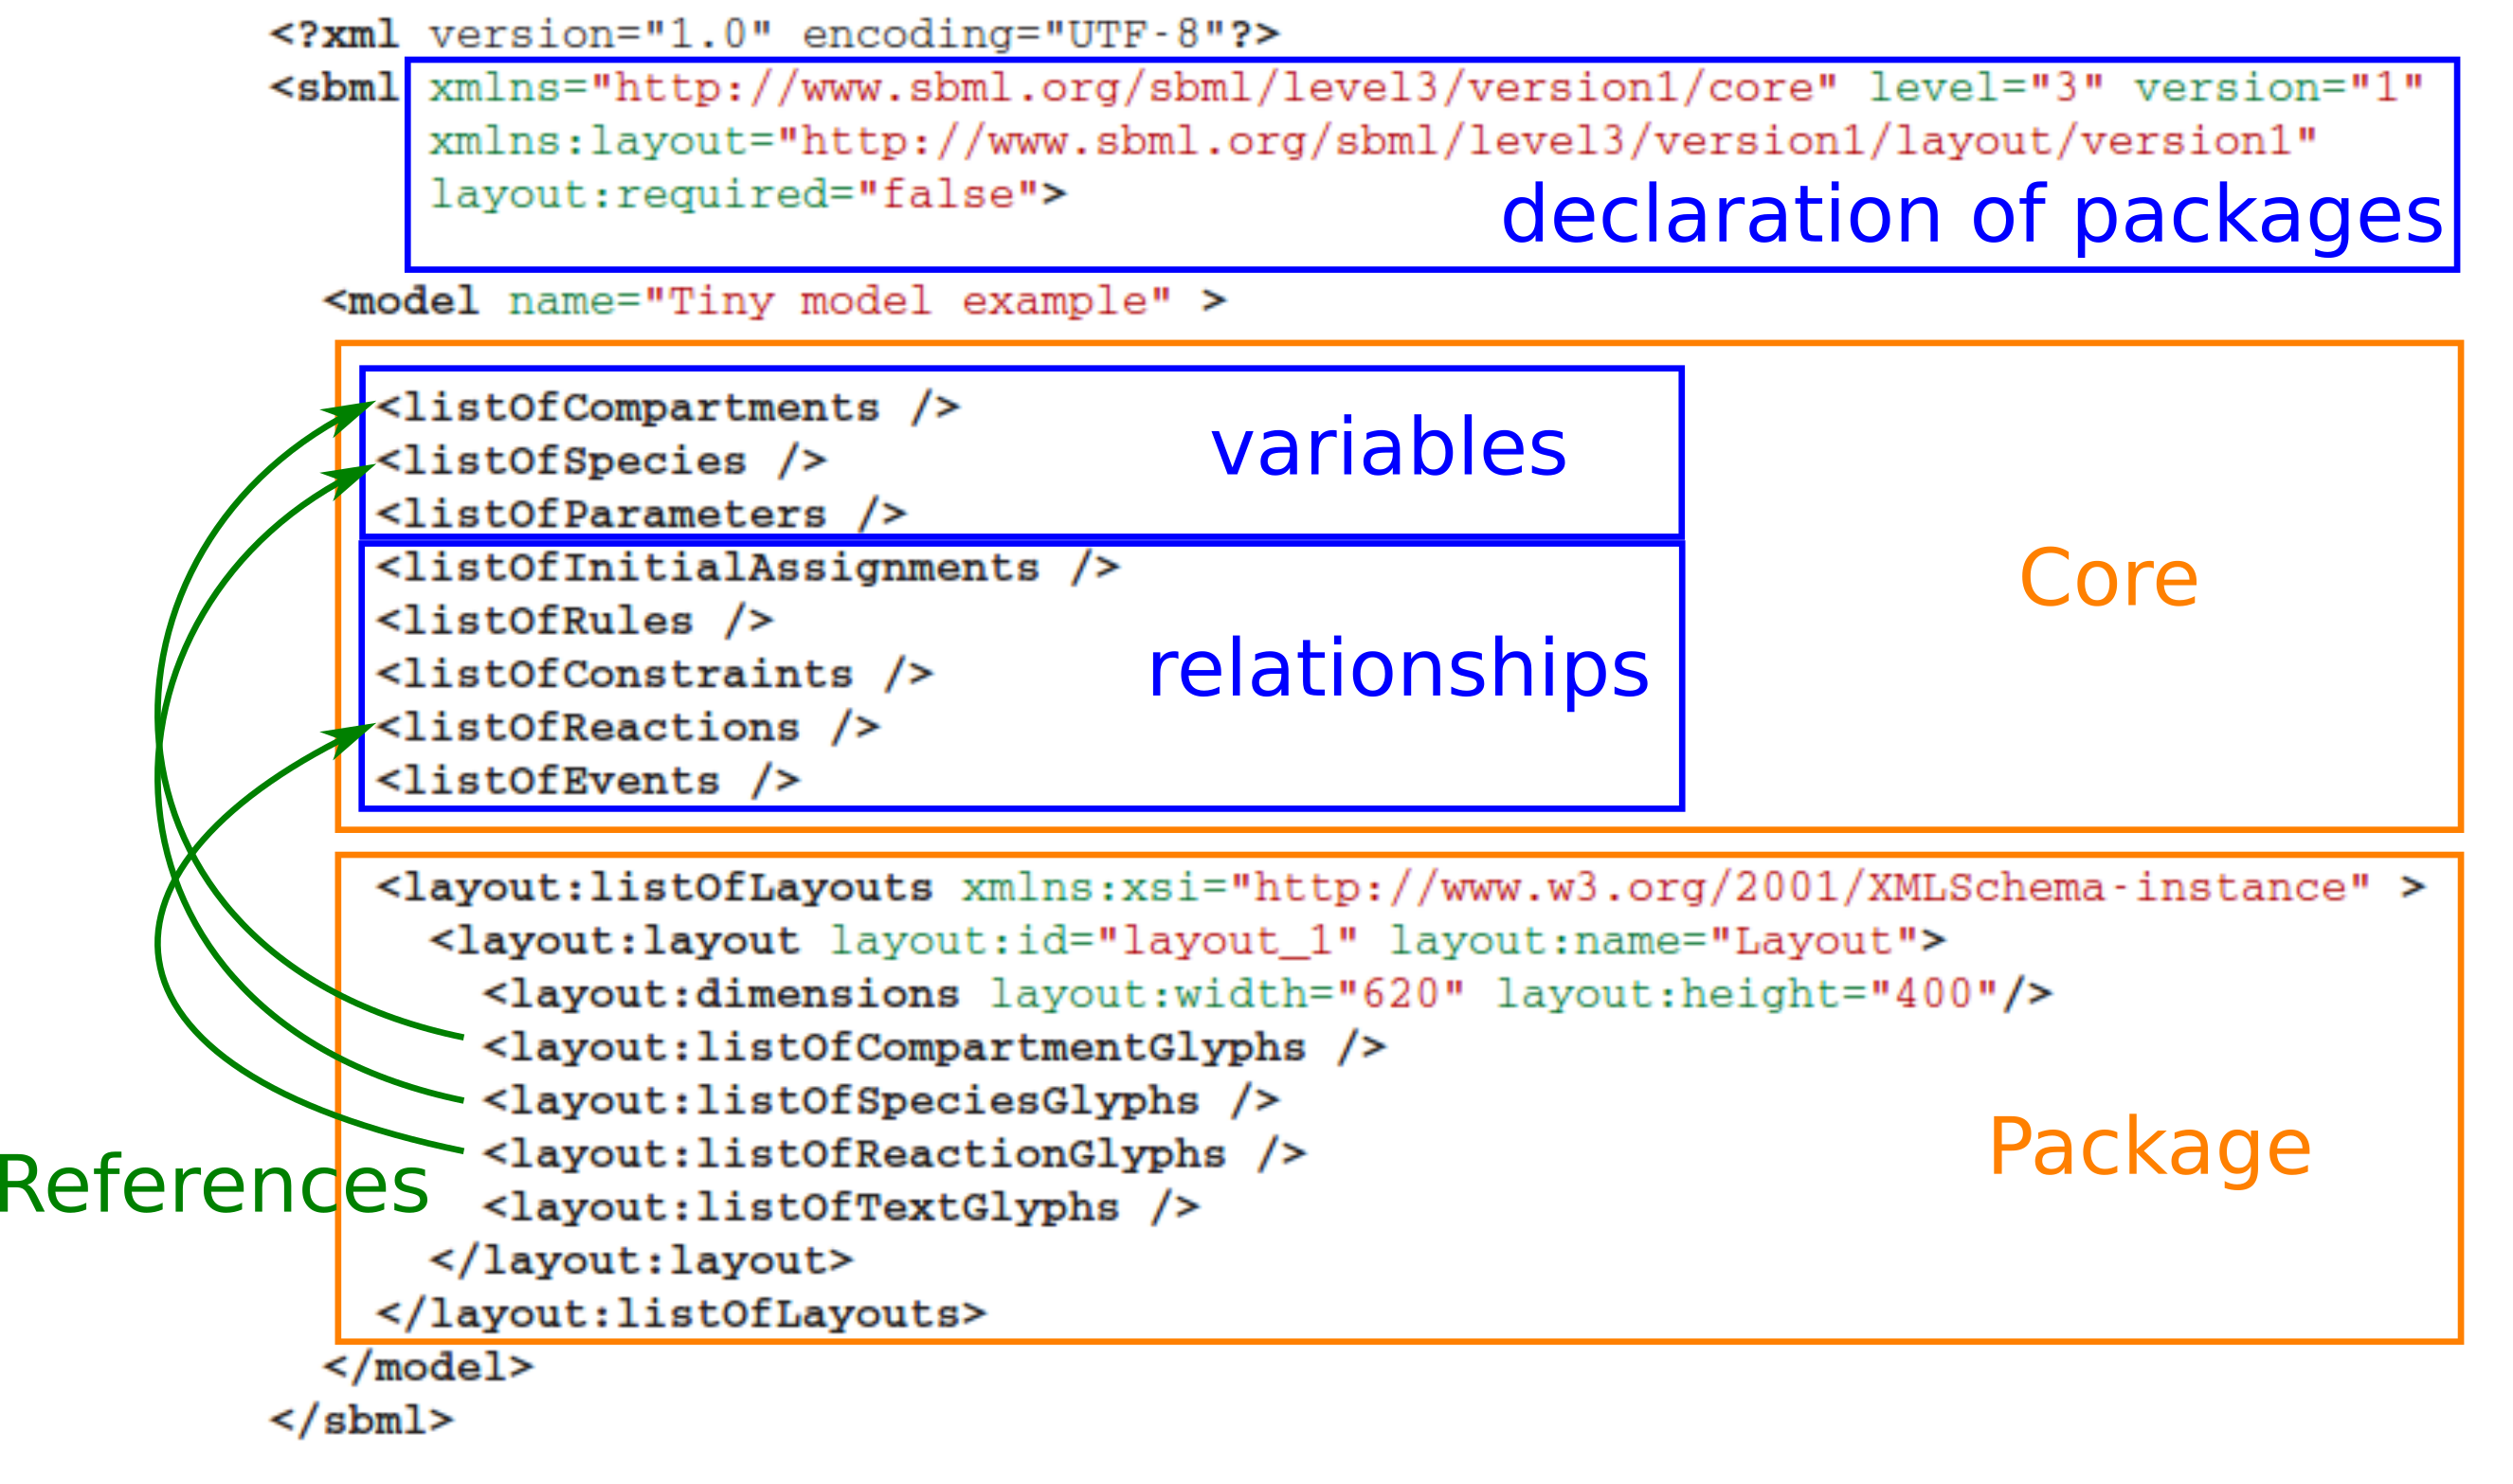 <?xml version="1.0" encoding="UTF-8"?>
<sbml xmlns="http://www.sbml.org/sbml/level3/version1/core" level="3" version="1"
xmlns:layout="http://www.sbml.org/sbml/level3/version1/layout/version1"
layout:required="false">
declaration of packages
<model name="Tiny model example" >
<listOfCompartments />
<listOfSpecies />
<listOfParameters />
variables
<listOfInitialAssignments />
<listOfRules />
<listOfConstraints />
<listOfReactions />
<listOfEvents />
relationships
Core
<layout:listOfLayouts xmlns:xsi="http://www.w3.org/2001/XMLSchema-instance" >
<layout:layout layout:id="layout_1" layout:name="Layout">
<layout:dimensions layout:width="620" layout:height="400"/>
<layout:listOfCompartmentGlyphs />
<layout:listOfSpeciesGlyphs />
<layout:listOfReactionGlyphs />
<layout:listOfTextGlyphs />
</layout:layout>
</layout:listOfLayouts>
Package
References
</model>
</sbml>